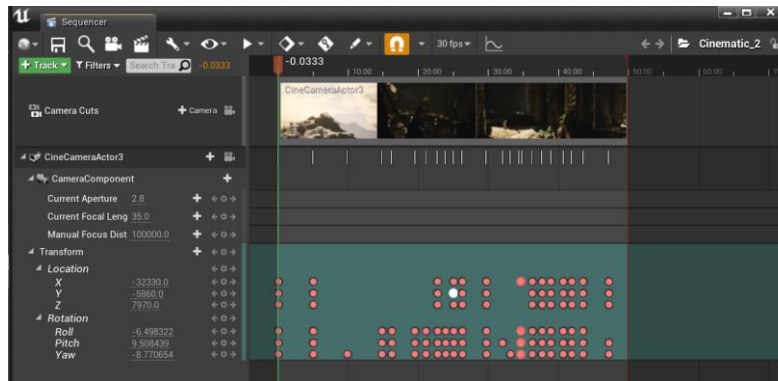 Sequencer
30 fps
Cinematic_2
Track
Filters
Search Tra
-0.0333
-0.0333
10.00
20.00
30.00
40.00
50.00
60.00
CineCameraActor3
Camera Cuts
Camera
CineCameraActor3
CameraComponent
Current Aperture 2.8
Current Focal Leng 35.0
Manual Focus Dist 100000.0
Transform
Location
X -32330.0
Y -5860.0
Z 7970.0
Rotation
Roll -6.498322
Pitch 9.508439
Yaw -8.770654